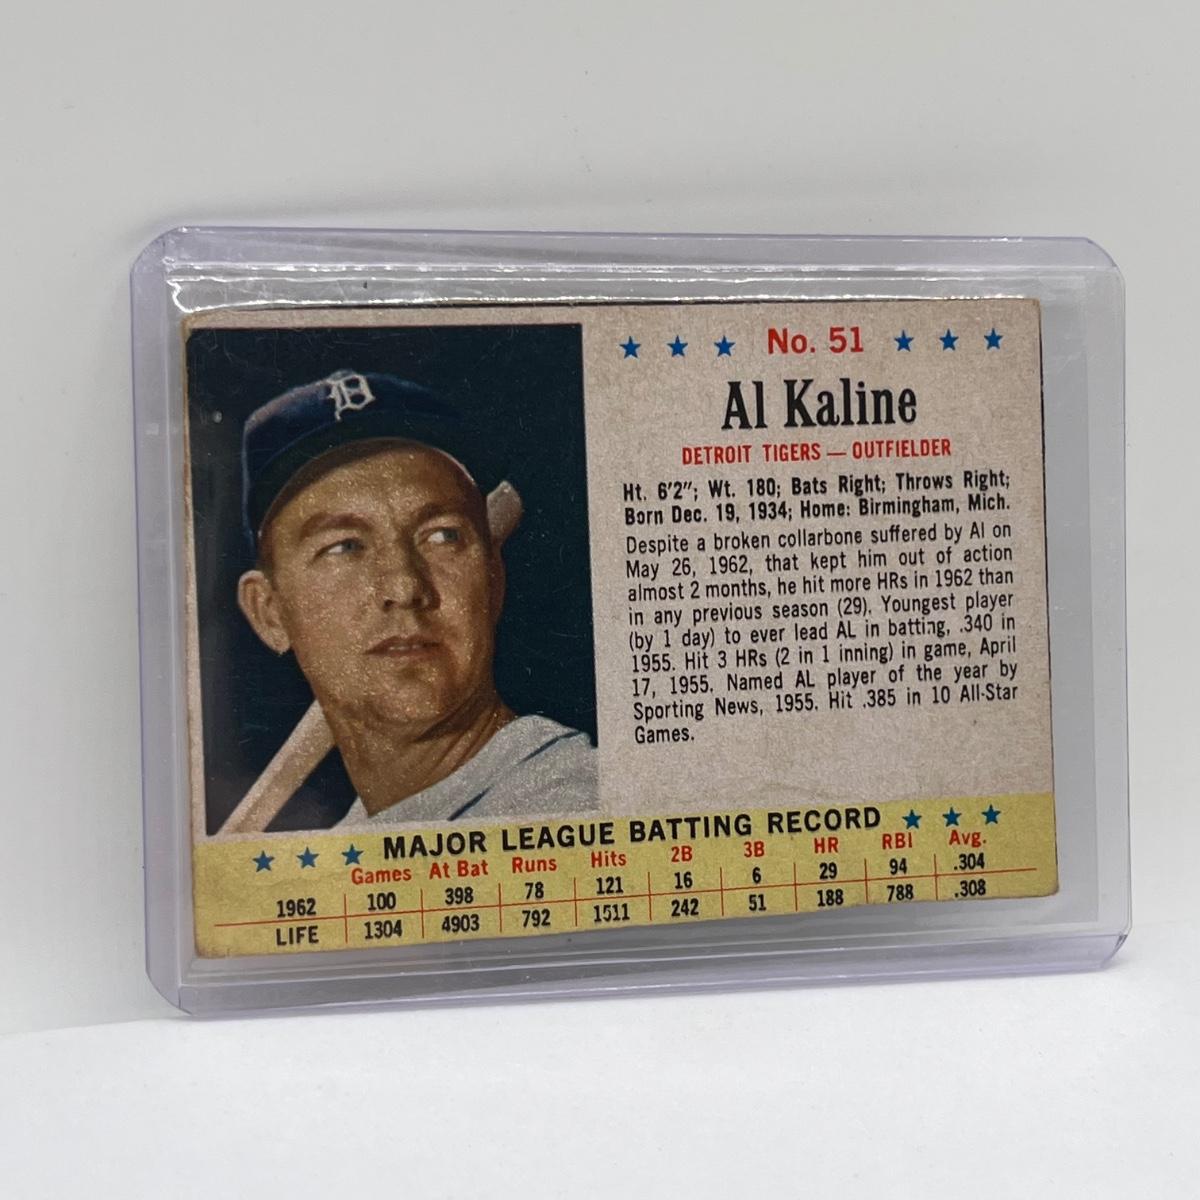 D
★ ★ ★ No. 51 ★ ★ ★
Al Kaline
DETROIT TIGERS — OUTFIELDER
Ht. 6'2"; Wt. 180; Bats Right; Throws Right;
Born Dec. 19, 1934; Home: Birmingham, Mich.
Despite a broken collarbone suffered by Al on
May 26, 1962, that kept him out of action
almost 2 months, he hit more HRs in 1962 than
in any previous season (29). Youngest player
(by 1 day) to ever lead AL in batting, .340 in
1955. Hit 3 HRs (2 in 1 inning) in game, April
17, 1955. Named AL player of the year by
Sporting News, 1955. Hit .385 in 10 All-Star
Games.
★ ★ ★ MAJOR LEAGUE BATTING RECORD ★ ★ ★
Games At Bat Runs Hits 2B 3B HR RBI Avg.
1962 100 398 78 121 16 6 29 94 .304
LIFE 1304 4903 792 1511 242 51 188 788 .308